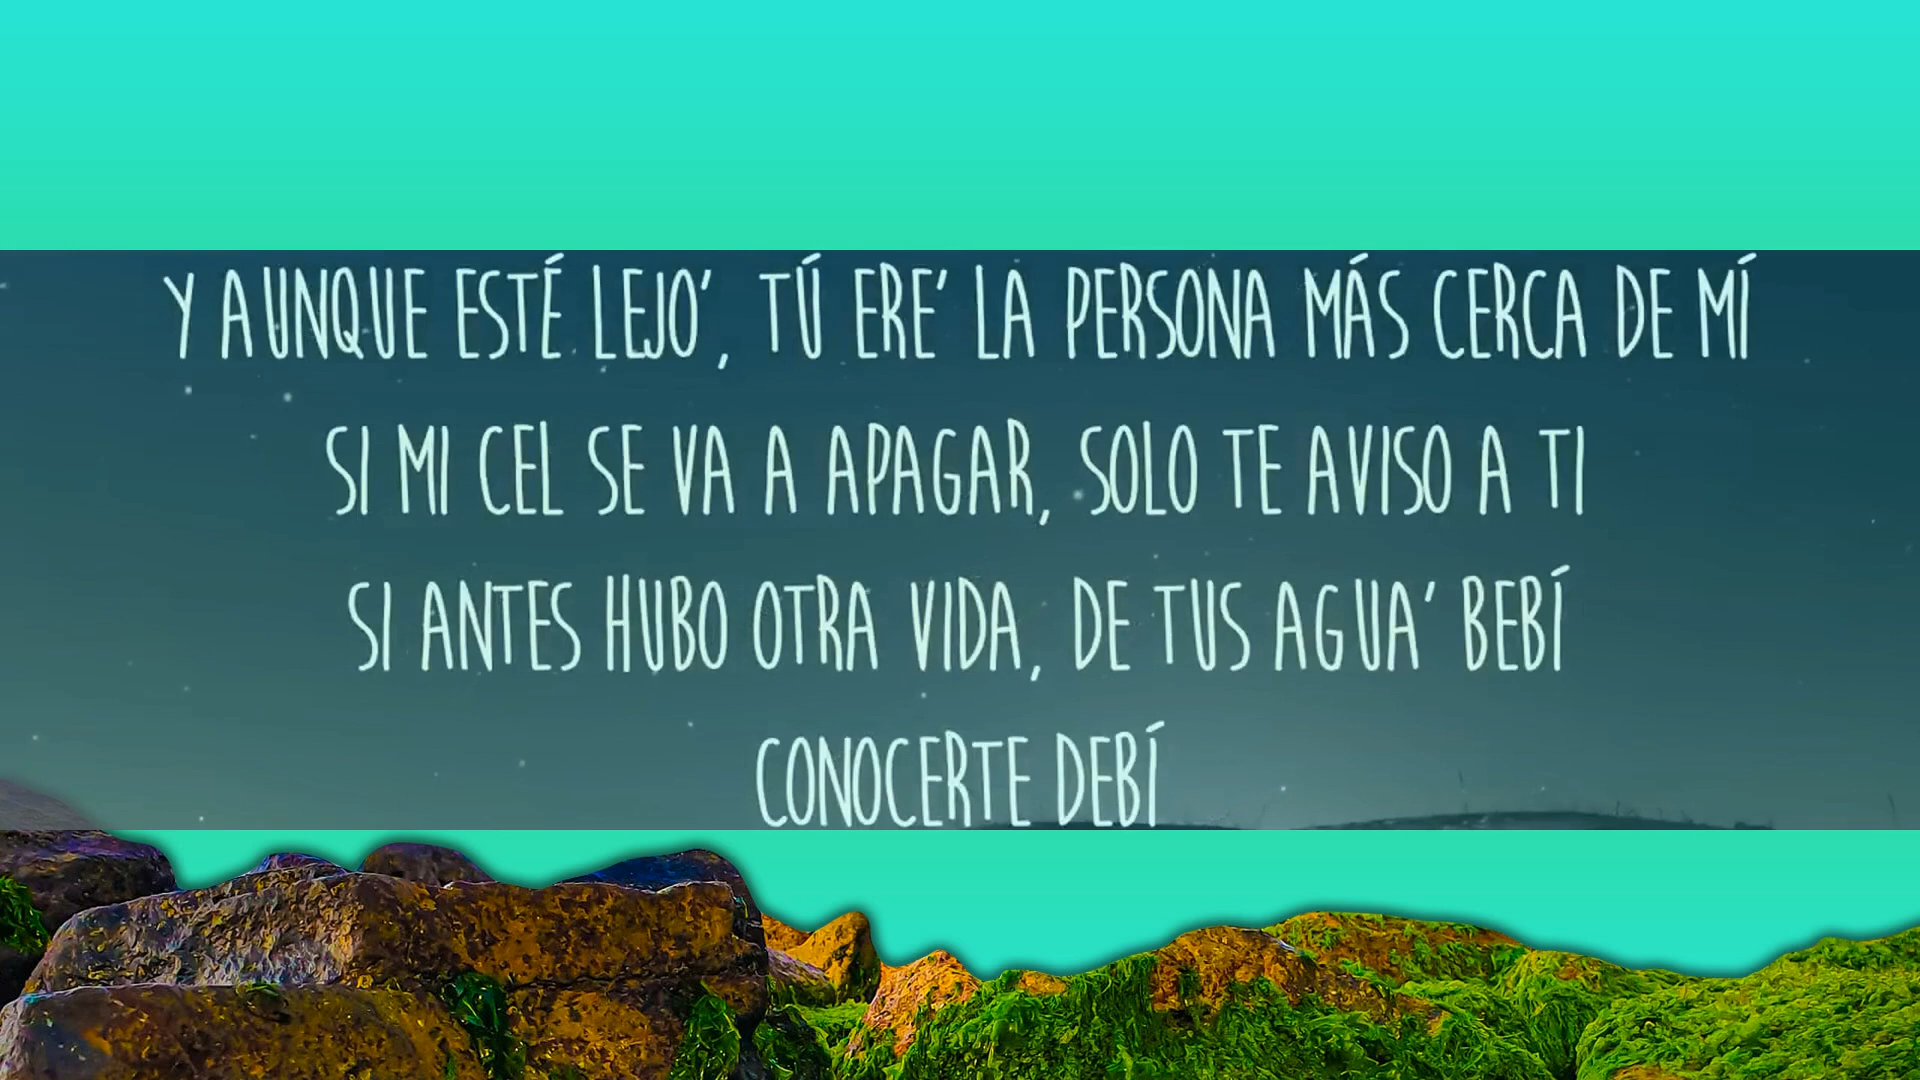 Y AUNQUE ESTÉ LEJO', TÚ ERE' LA PERSONA MÁS CERCA DE MÍ
SI MI CEL SE VA A APAGAR, SOLO TE AVISO A TI
SI ANTES HUBO OTRA VIDA, DE TUS AGUA' BEBÍ
CONOCERTE DEBÍ